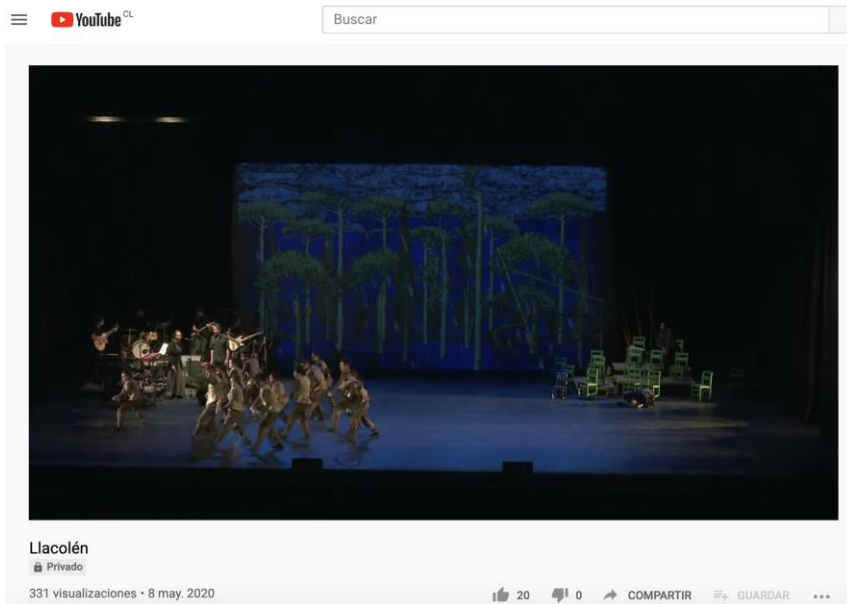 YouTube CL
Buscar
Llacolén
Privado
331 visualizaciones • 8 may. 2020
20 0 COMPARTIR GUARDAR